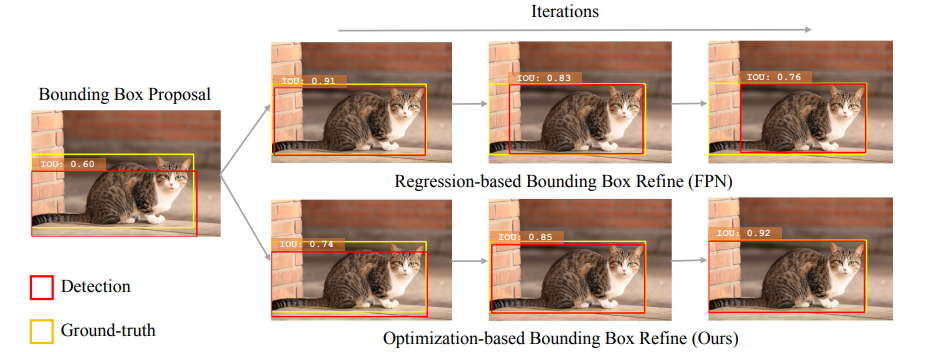 Iterations
Bounding Box Proposal
IOU: 0.60
IOU: 0.91
IOU: 0.83
IOU: 0.76
Regression-based Bounding Box Refine (FPN)
IOU: 0.74
IOU: 0.85
IOU: 0.92
Optimization-based Bounding Box Refine (Ours)
Detection
Ground-truth